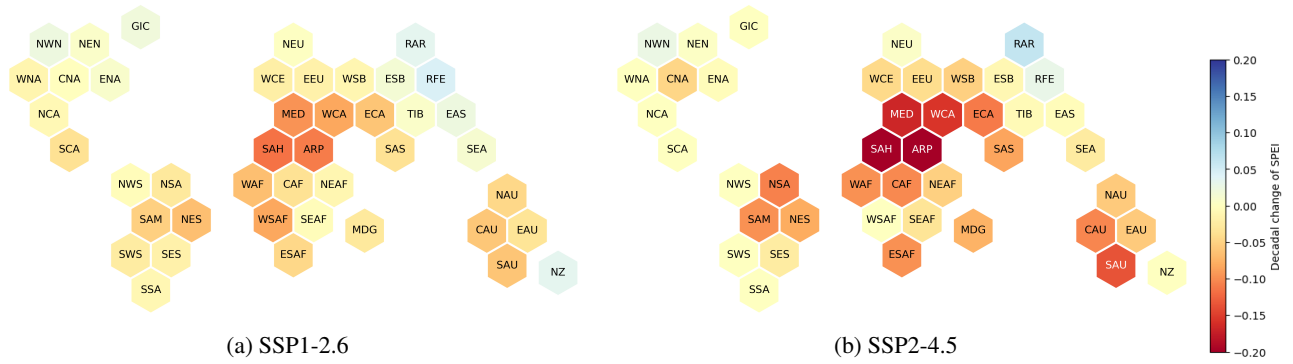 GIC
NWN NEN
WNA CNA ENA
NCA
SCA
NWS NSA
SAM NES
SWS SES
SSA
NEU RAR
WCE EEU WSB ESB RFE
MED WCA ECA TIB EAS
SAH ARP SAS SEA
WAF CAF NEAF
WSAF SEAF MDG
ESAF
NAU
CAU EAU
SAU NZ
(a) SSP1-2.6
GIC
NWN NEN
WNA CNA ENA
NCA
SCA
NWS NSA
SAM NES
SWS SES
SSA
NEU RAR
WCE EEU WSB ESB RFE
MED WCA ECA TIB EAS
SAH ARP SAS SEA
WAF CAF NEAF
WSAF SEAF MDG
ESAF
NAU
CAU EAU
SAU NZ
(b) SSP2-4.5
0.20
0.15
0.10
0.05
0.00
−0.05
−0.10
−0.15
−0.20
Decadal change of SPEI